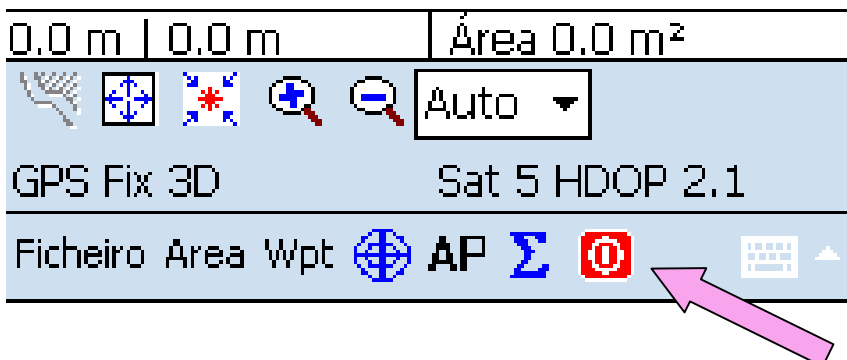 0.0 m | 0.0 m Área 0.0 m²
Auto
GPS Fix 3D Sat 5 HDOP 2.1
Ficheiro Area Wpt AP Σ 0